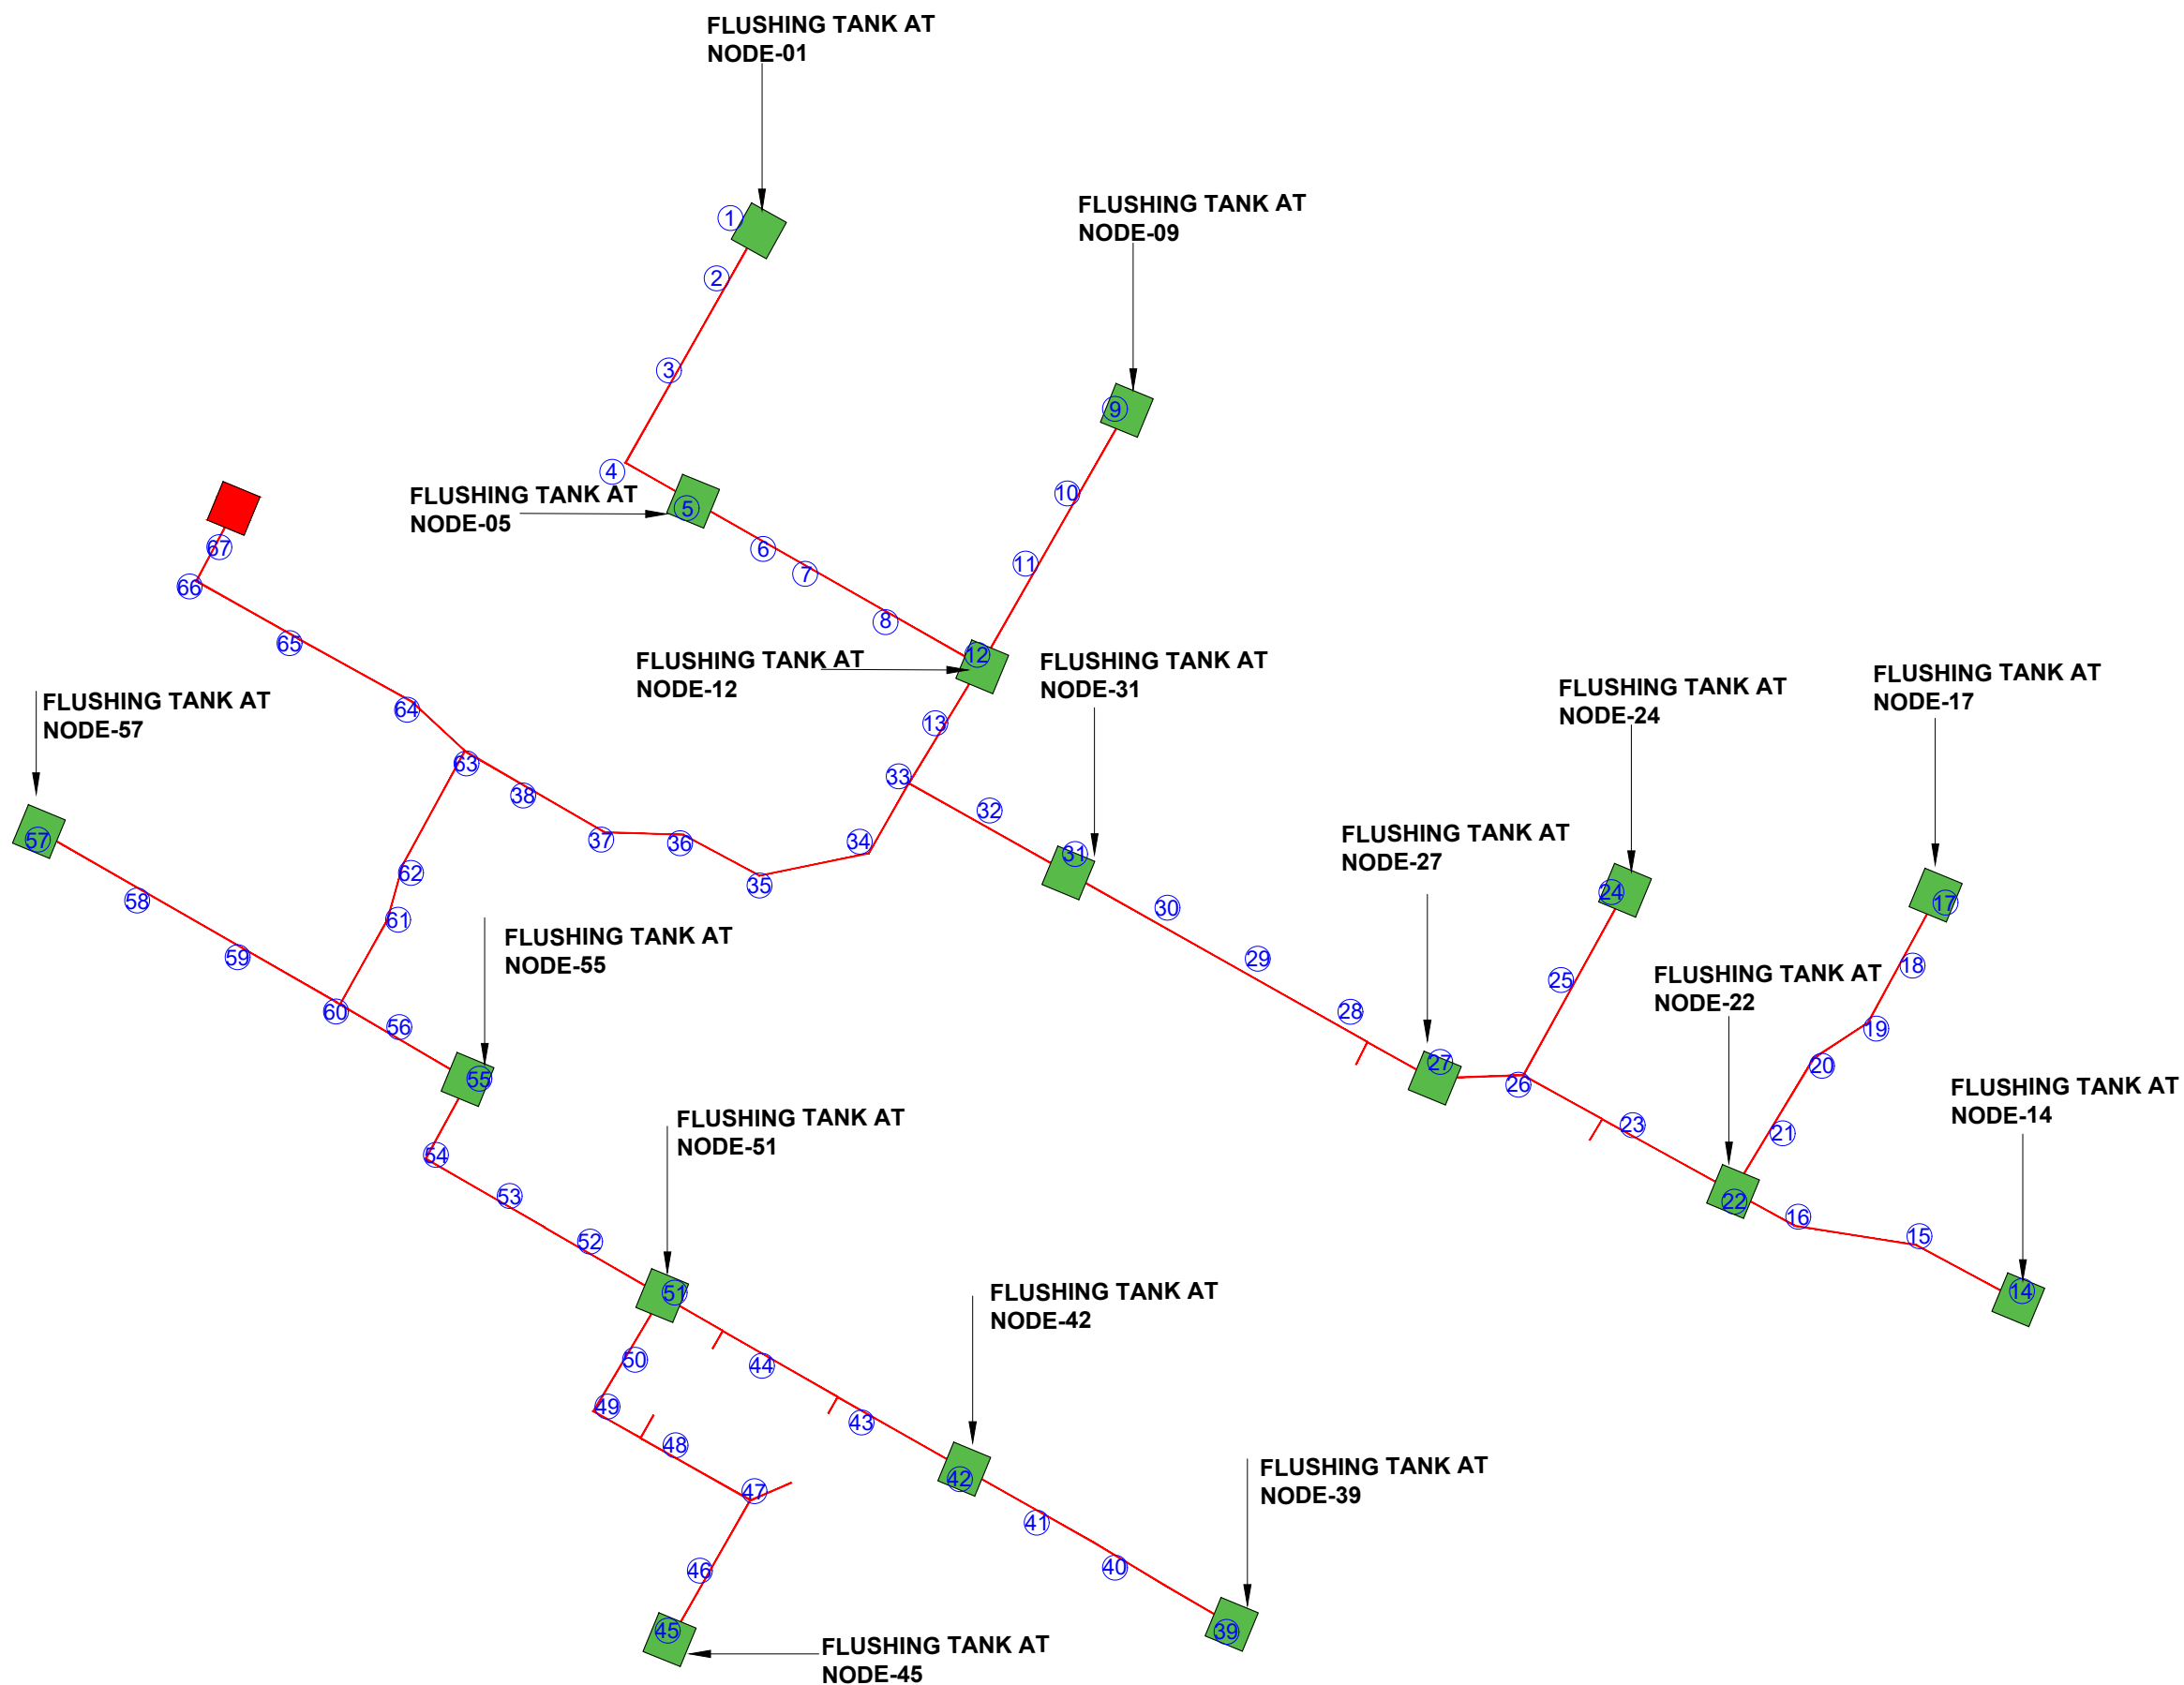 FLUSHING TANK AT
NODE-01
1
2
3
4
FLUSHING TANK AT
NODE-09
9
10
11
FLUSHING TANK AT
NODE-05
5
6
7
8
67
66
65
64
63
38
37
36
35
34
33
13
FLUSHING TANK AT
NODE-12
12
FLUSHING TANK AT
NODE-31
31
32
30
29
28
FLUSHING TANK AT
NODE-24
24
25
26
FLUSHING TANK AT
NODE-17
17
18
19
20
21
FLUSHING TANK AT
NODE-57
57
58
59
60
61
62
56
FLUSHING TANK AT
NODE-27
27
FLUSHING TANK AT
NODE-55
55
54
53
52
FLUSHING TANK AT
NODE-22
22
23
16
15
FLUSHING TANK AT
NODE-14
14
FLUSHING TANK AT
NODE-51
51
50
49
48
47
46
44
43
FLUSHING TANK AT
NODE-42
42
41
40
FLUSHING TANK AT
NODE-39
39
45
FLUSHING TANK AT
NODE-45